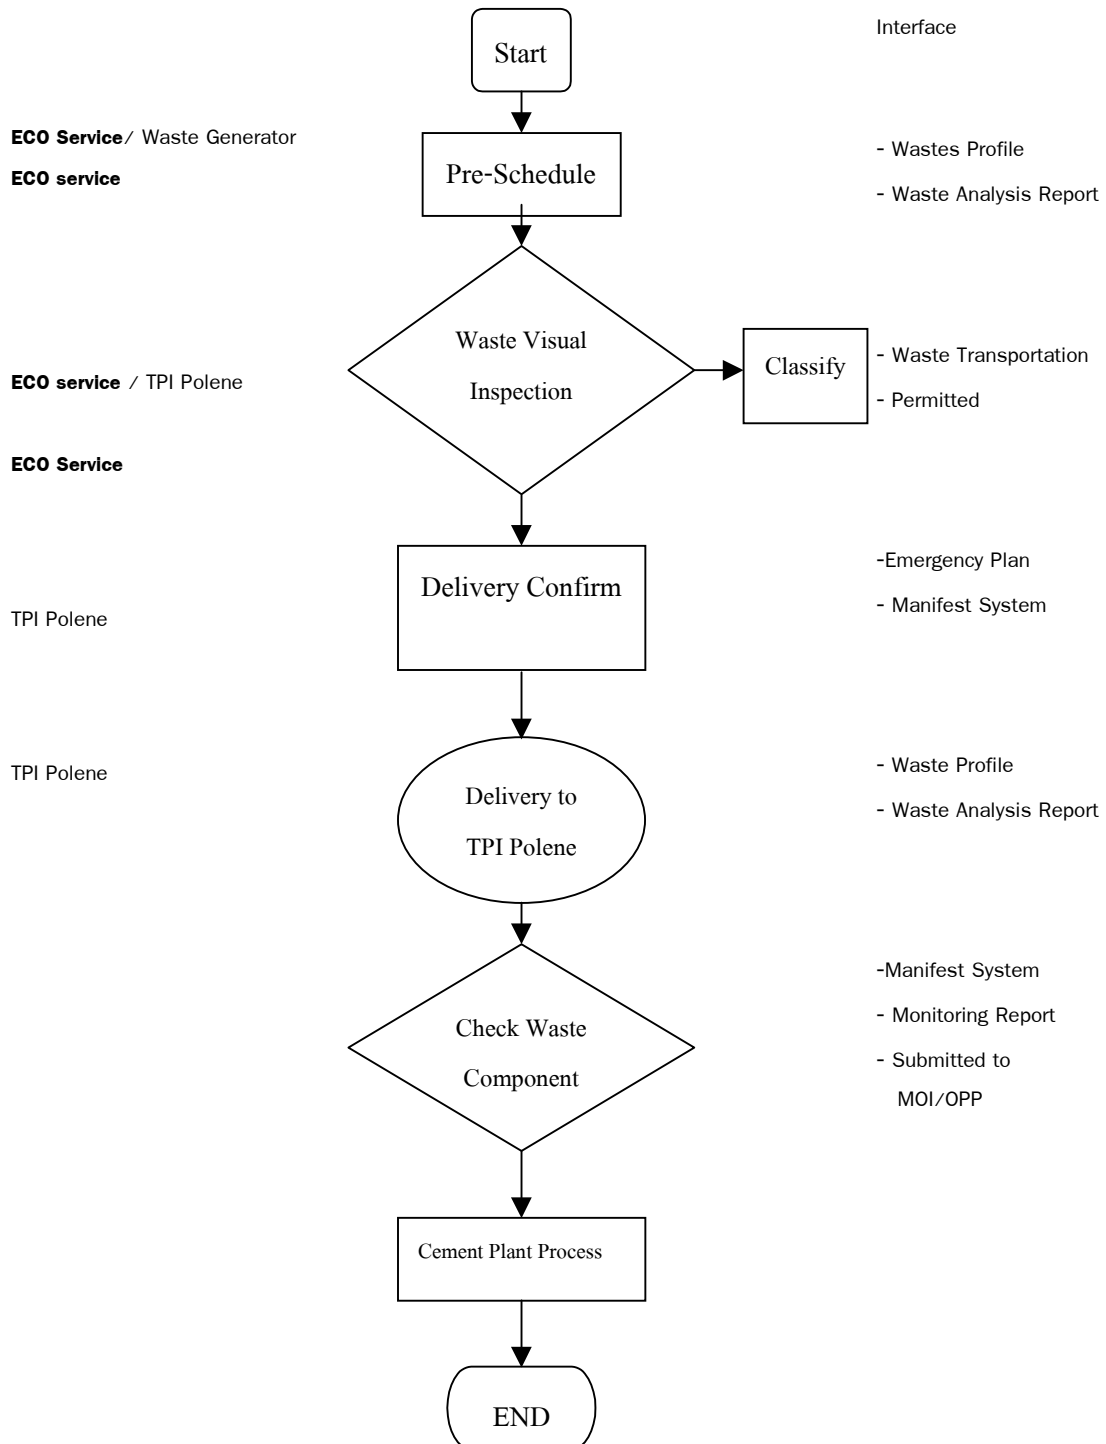 Start
Interface
ECO Service/ Waste Generator
ECO service
Pre-Schedule
- Wastes Profile
- Waste Analysis Report
Waste Visual
Inspection
Classify
- Waste Transportation
- Permitted
ECO service / TPI Polene
ECO Service
Delivery Confirm
-Emergency Plan
- Manifest System
TPI Polene
TPI Polene
Delivery to
TPI Polene
- Waste Profile
- Waste Analysis Report
Check Waste
Component
-Manifest System
- Monitoring Report
- Submitted to
MOI/OPP
Cement Plant Process
END